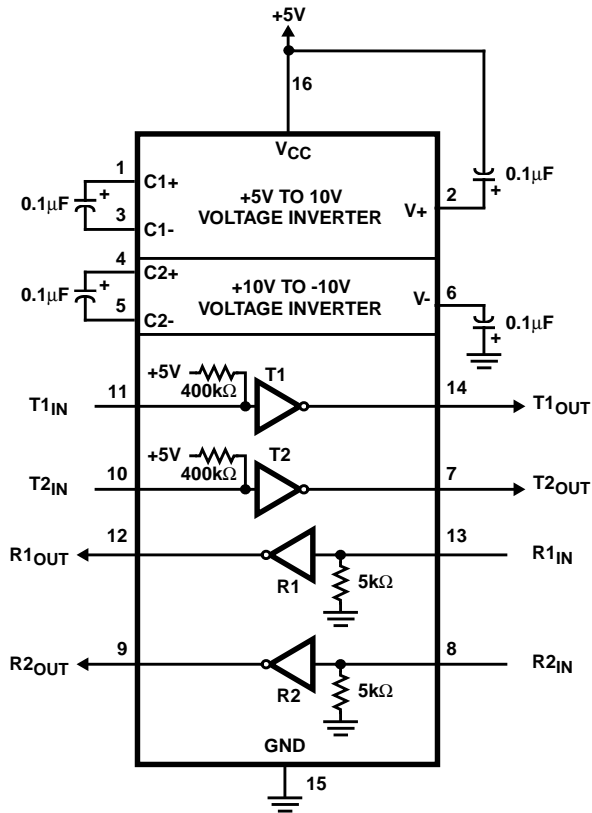 +5V
16
VCC
1
C1+
0.1μF
+
3
C1-
+5V TO 10V
VOLTAGE INVERTER
V+
2
0.1μF
+
4
C2+
0.1μF
+
5
C2-
+10V TO -10V
VOLTAGE INVERTER
V-
6
0.1μF
+
T1IN
11
+5V
400kΩ
T1
14
T1OUT
T2IN
10
+5V
400kΩ
T2
7
T2OUT
R1OUT
12
R1
5kΩ
13
R1IN
R2OUT
9
R2
5kΩ
8
R2IN
GND
15